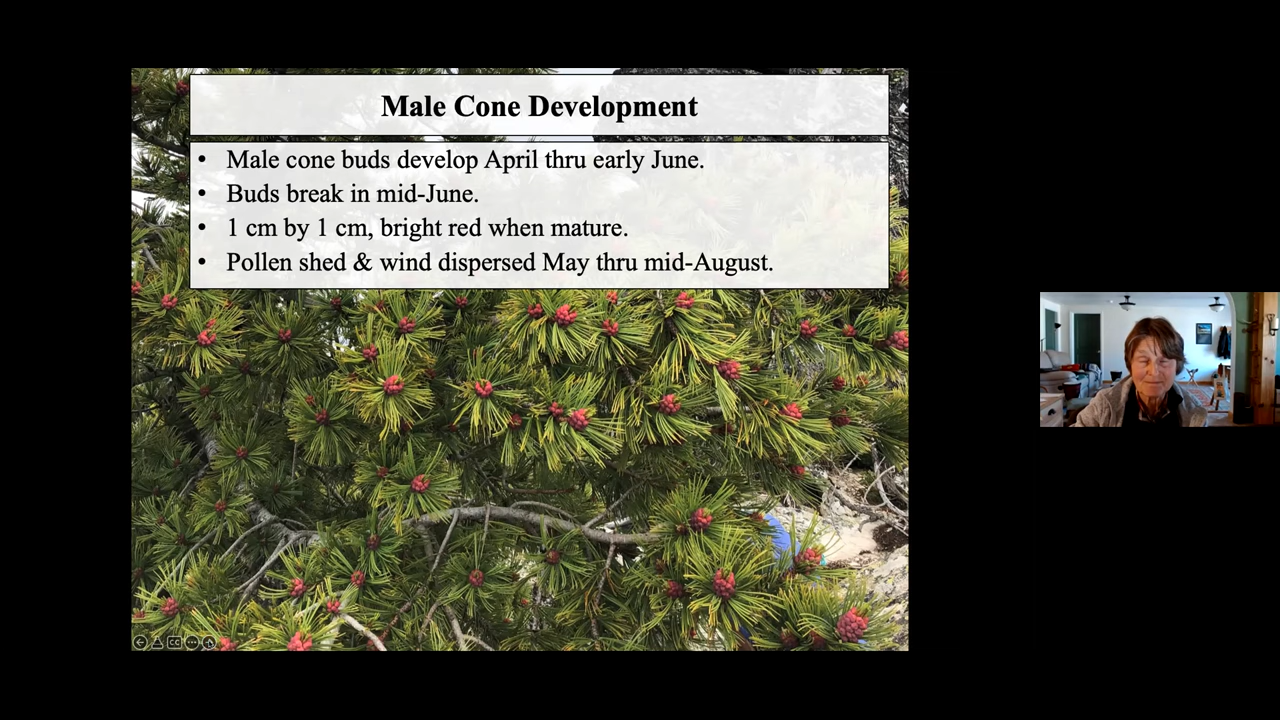 Male Cone Development
• Male cone buds develop April thru early June.
• Buds break in mid-June.
• 1 cm by 1 cm, bright red when mature.
• Pollen shed & wind dispersed May thru mid-August.
CC